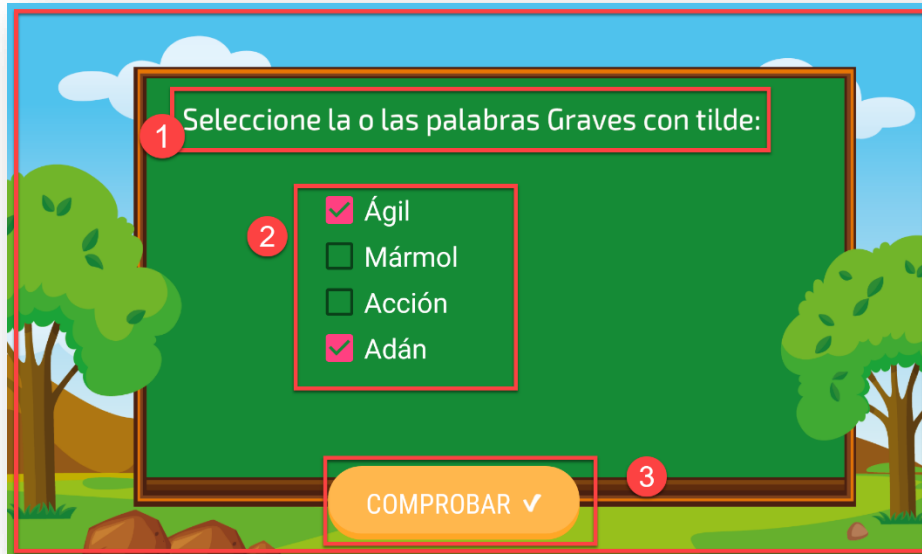 Seleccione la o las palabras Graves con tilde:
1
Ágil
2
Mármol
Acción
Adán
3
COMPROBAR ✔